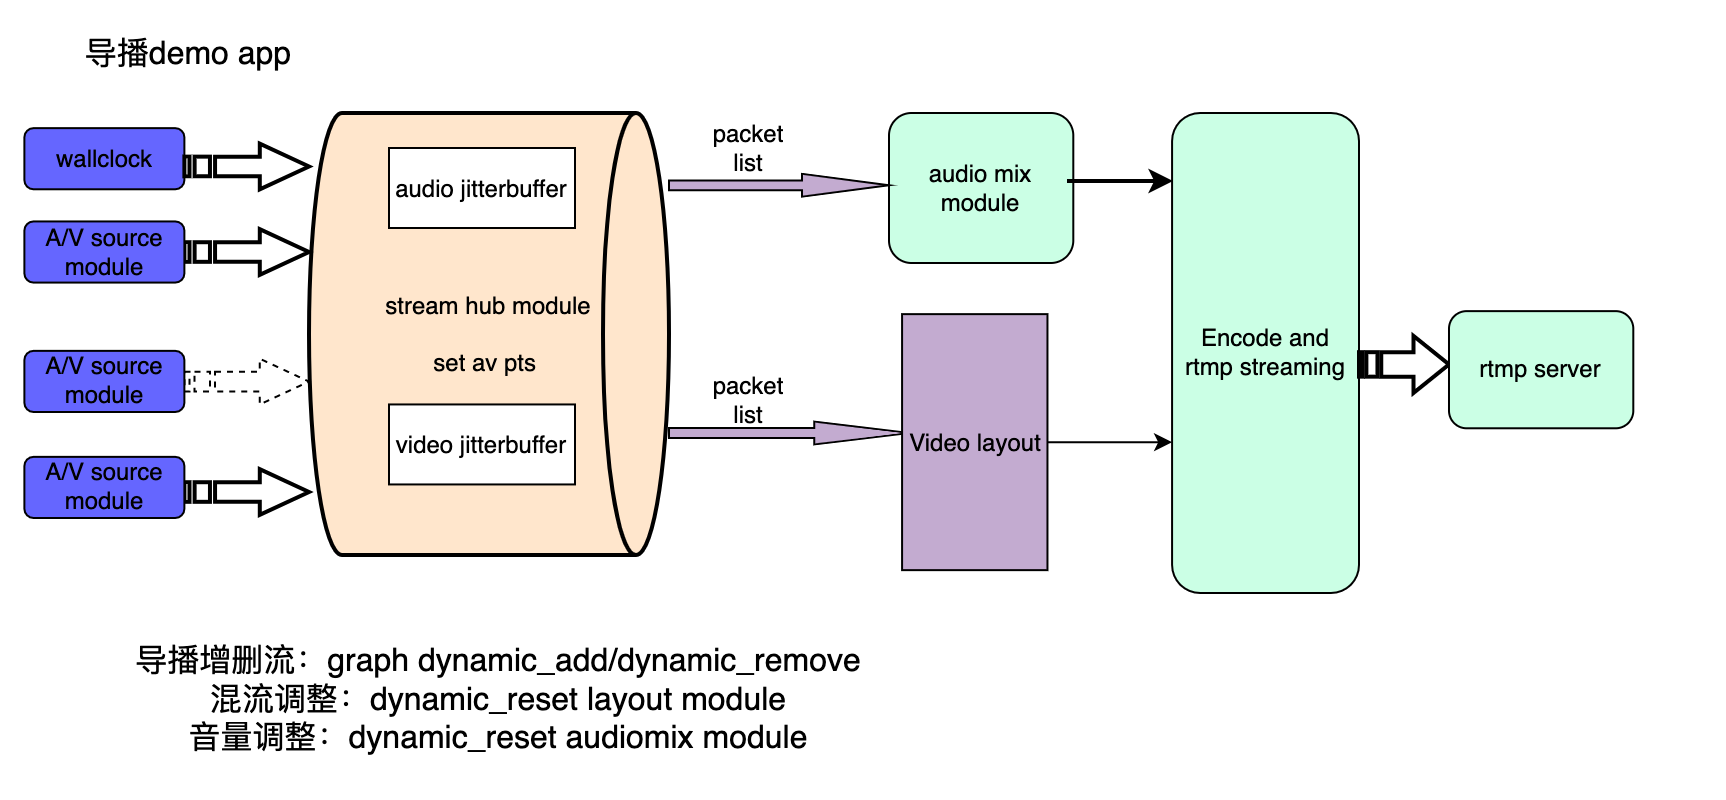 导播demo app
wallclock
A/V source
module
A/V source
module
A/V source
module
audio jitterbuffer
stream hub module
set av pts
video jitterbuffer
packet
list
packet
list
audio mix
module
Video layout
Encode and
rtmp streaming
rtmp server
导播增删流：graph dynamic_add/dynamic_remove
混流调整：dynamic_reset layout module
音量调整：dynamic_reset audiomix module